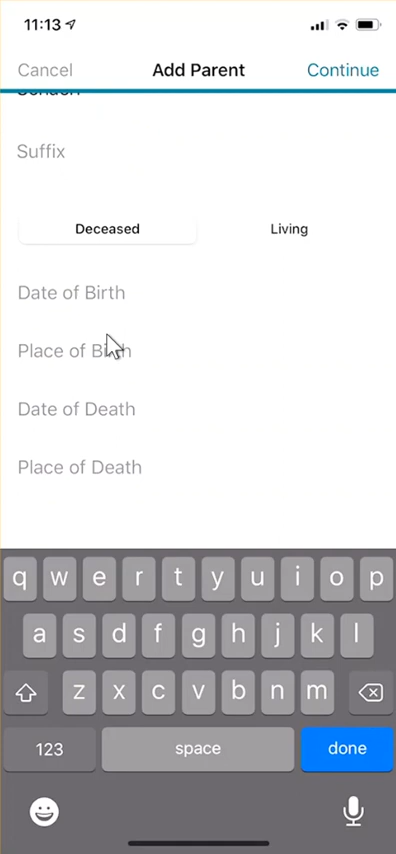 11:13
Cancel Add Parent Continue
Suffix
Deceased Living
Date of Birth
Place of Birth
Date of Death
Place of Death
q w e r t y u i o p
a s d f g h j k l
z x c v b n m
123 space done